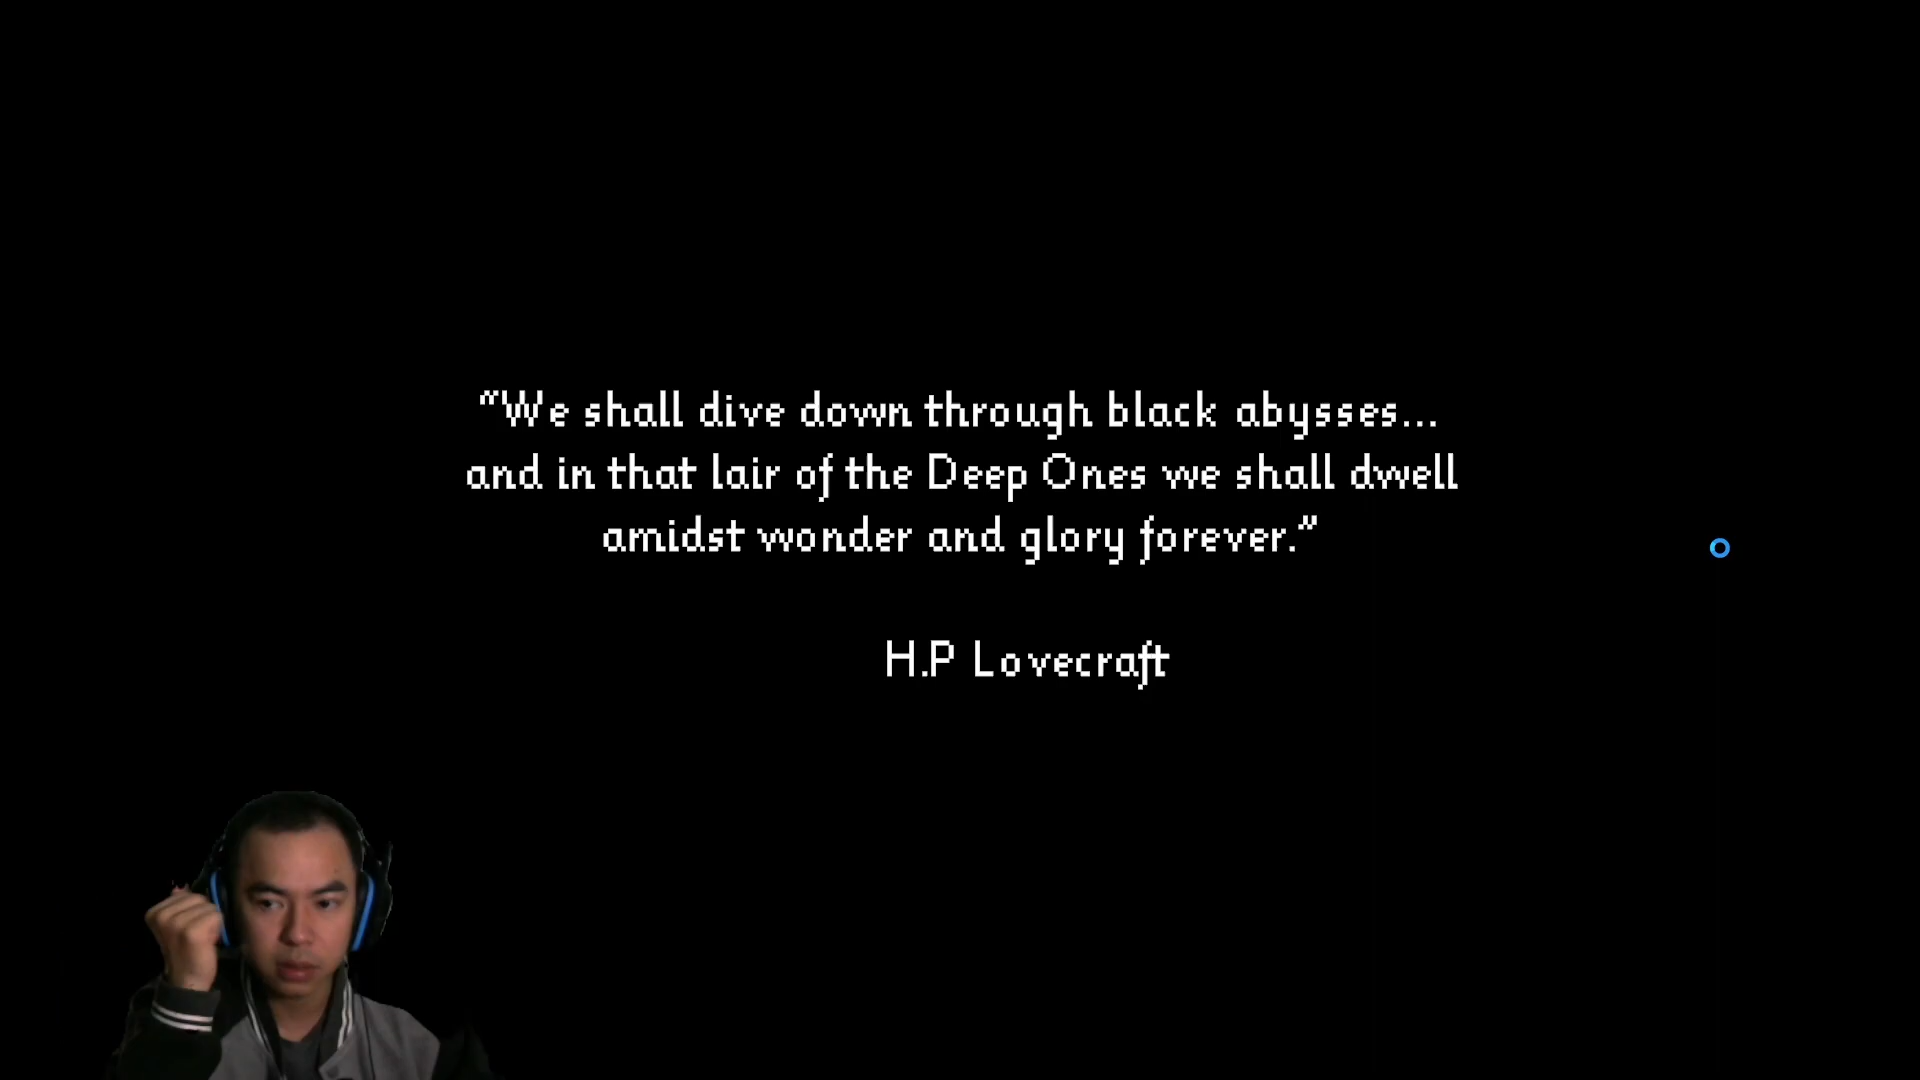 "We shall dive down through black abysses...
and in that lair of the Deep Ones we shall dwell
amidst wonder and glory forever."
H.P Lovecraft